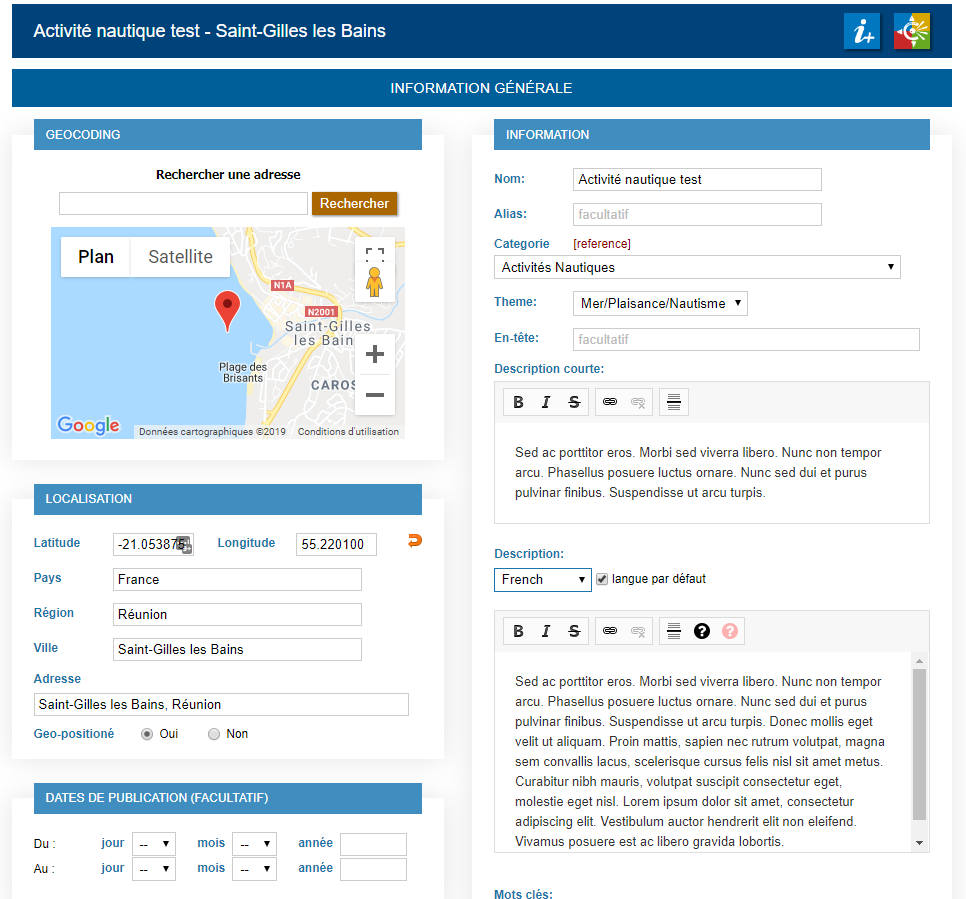 Activité nautique test - Saint-Gilles les Bains
i+
INFORMATION GÉNÉRALE
GEOCODING
Rechercher une adresse
Rechercher
Plan
Satellite
N1A
N2001
Saint-Gilles
les Bain
Plage des
Brisants
CAROS
Google
Données cartographiques ©2019
Conditions d'utilisation
LOCALISATION
Latitude
-21.053875
Longitude
55.220100
Pays
France
Région
Réunion
Ville
Saint-Gilles les Bains
Adresse
Saint-Gilles les Bains, Réunion
Geo-positioné
Oui
Non
DATES DE PUBLICATION (FACULTATIF)
Du : jour -- mois -- année
Au : jour -- mois -- année
INFORMATION
Nom: Activité nautique test
Alias: facultatif
Categorie [reference]
Activités Nautiques
Theme: Mer/Plaisance/Nautisme
En-tête: facultatif
Description courte:
B I S
Sed ac porttitor eros. Morbi sed viverra libero. Nunc non tempor
arcu. Phasellus posuere luctus ornare. Nunc sed dui et purus
pulvinar finibus. Suspendisse ut arcu turpis.
Description:
French langue par défaut
B I S ? ?
Sed ac porttitor eros. Morbi sed viverra libero. Nunc non tempor
arcu. Phasellus posuere luctus ornare. Nunc sed dui et purus
pulvinar finibus. Suspendisse ut arcu turpis. Donec mollis eget
velit ut aliquam. Proin mattis, sapien nec rutrum volutpat, magna
sem convallis lacus, scelerisque cursus felis nisl sit amet metus.
Curabitur nibh mauris, volutpat suscipit consectetur eget,
molestie eget nisl. Lorem ipsum dolor sit amet, consectetur
adipiscing elit. Vestibulum auctor hendrerit elit non eleifend.
Vivamus posuere est ac libero gravida lobortis.
Mots clés: